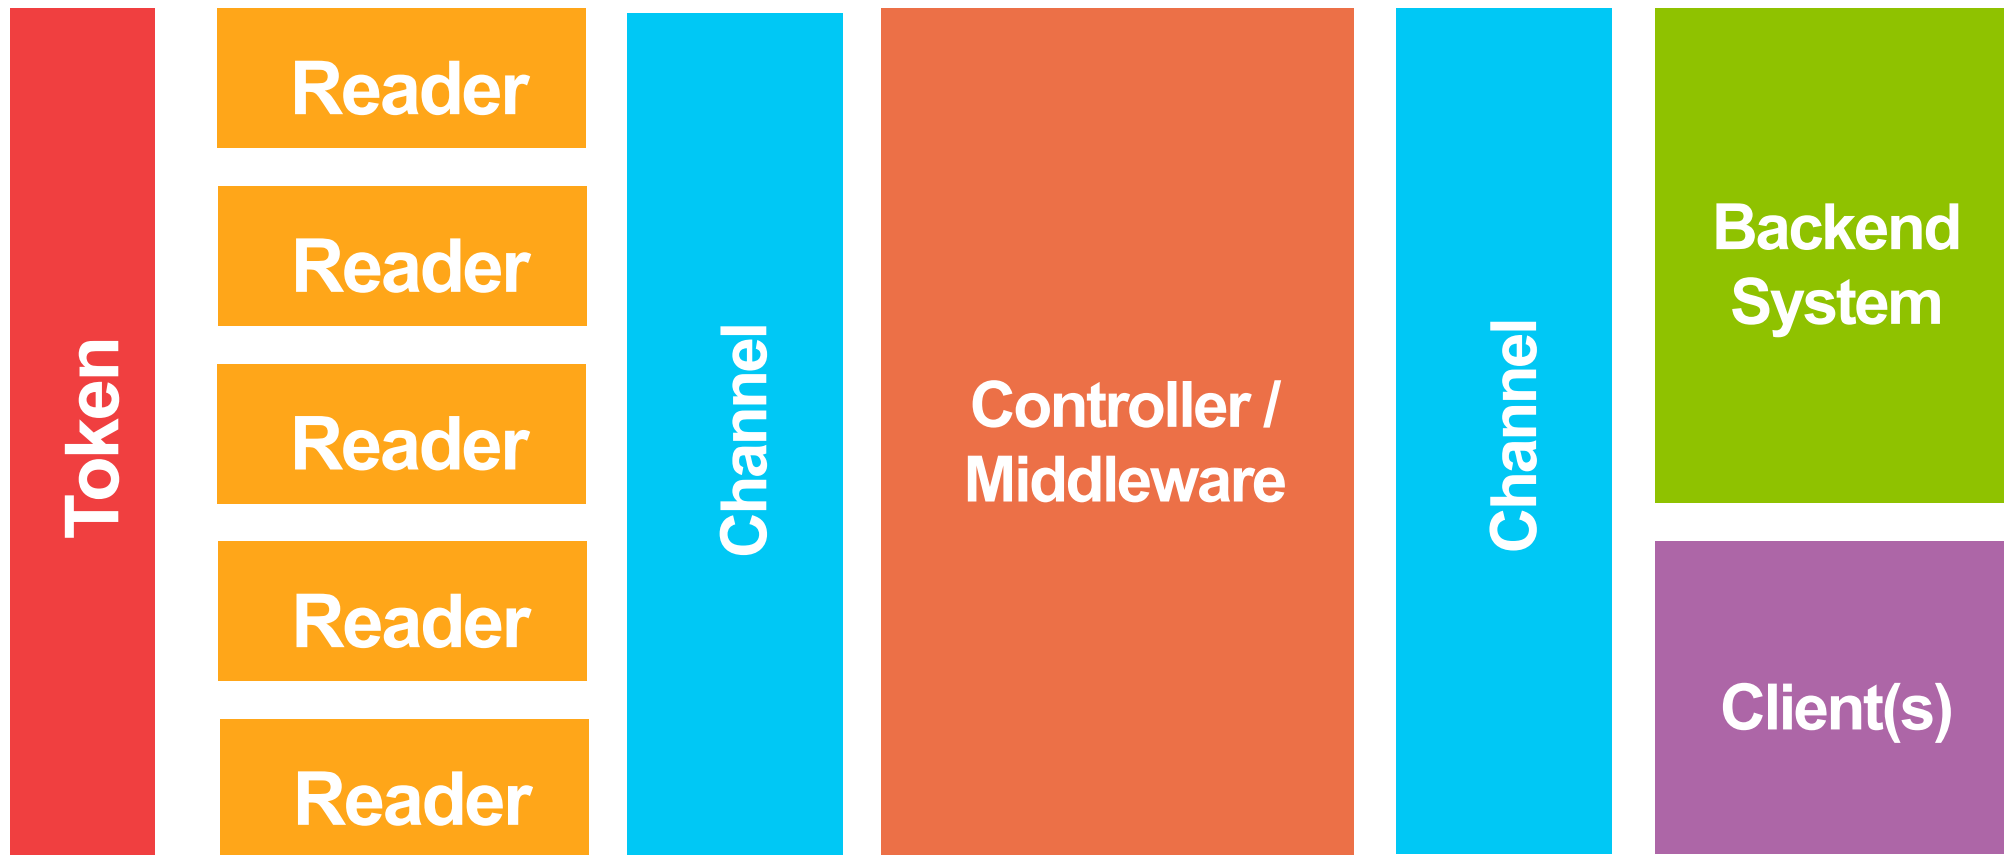 Token
Reader
Reader
Reader
Reader
Reader
Channel
Controller /
Middleware
Channel
Backend
System
Client(s)